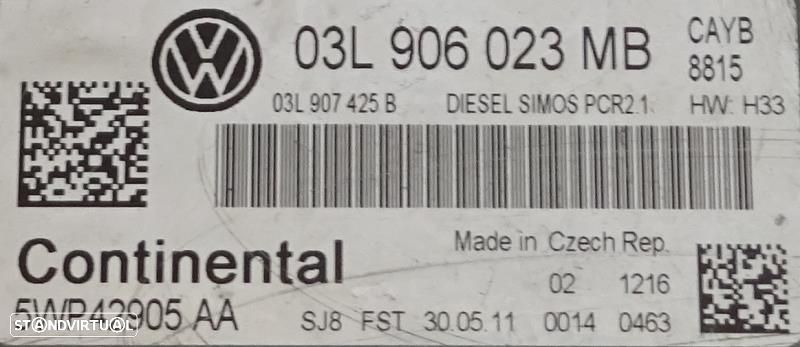 03L 906 023 MB CAYB
8815
03L 907 425 B DIESEL SIMOS PCR2.1. HW: H33
Continental
Made in Czech Rep.
02 1216
5WP42905 AA
SJ8 FST 30.05.11 0014 0463
STANDVIRTUAL